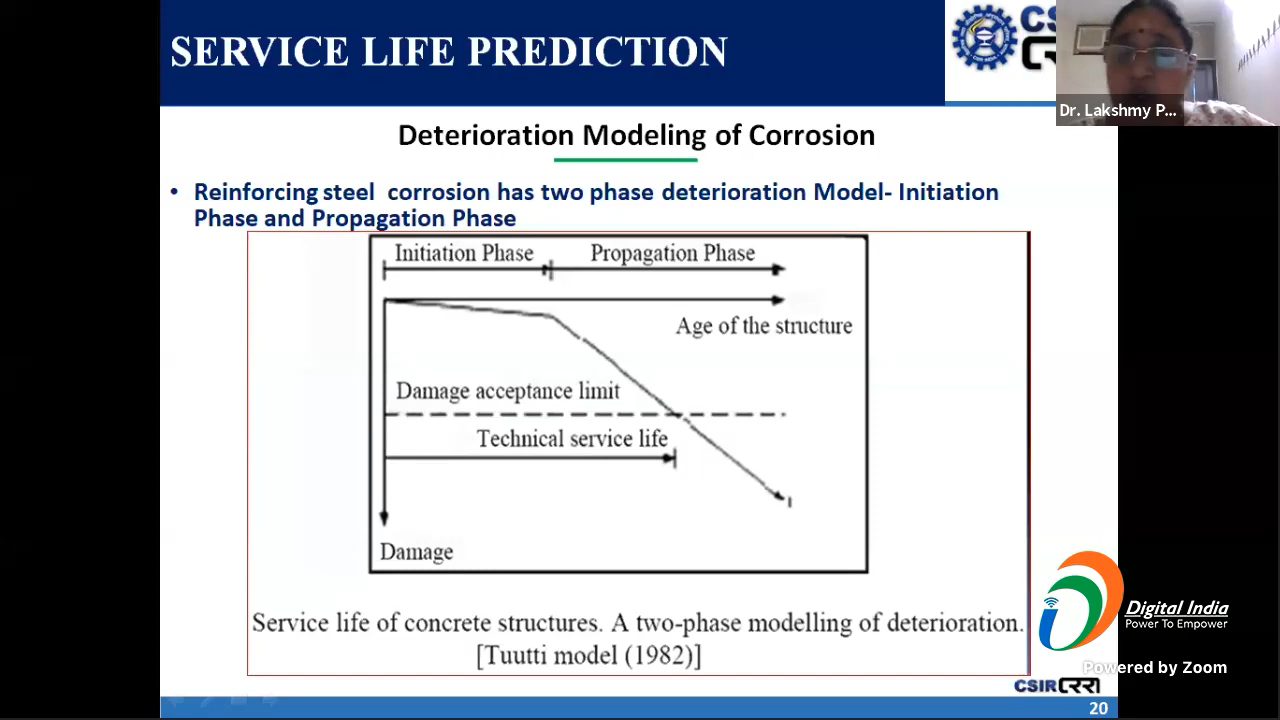 SERVICE LIFE PREDICTION
CS
Dr. Lakshmy P...
Deterioration Modeling of Corrosion
• Reinforcing steel corrosion has two phase deterioration Model- Initiation
Phase and Propagation Phase
Initiation Phase Propagation Phase
Age of the structure
Damage acceptance limit
Technical service life
Damage
Service life of concrete structures. A two-phase modelling of deterioration.
[Tuutti model (1982)]
Digital India
Power To Empower
Powered by Zoom
CSIR CRRI
20